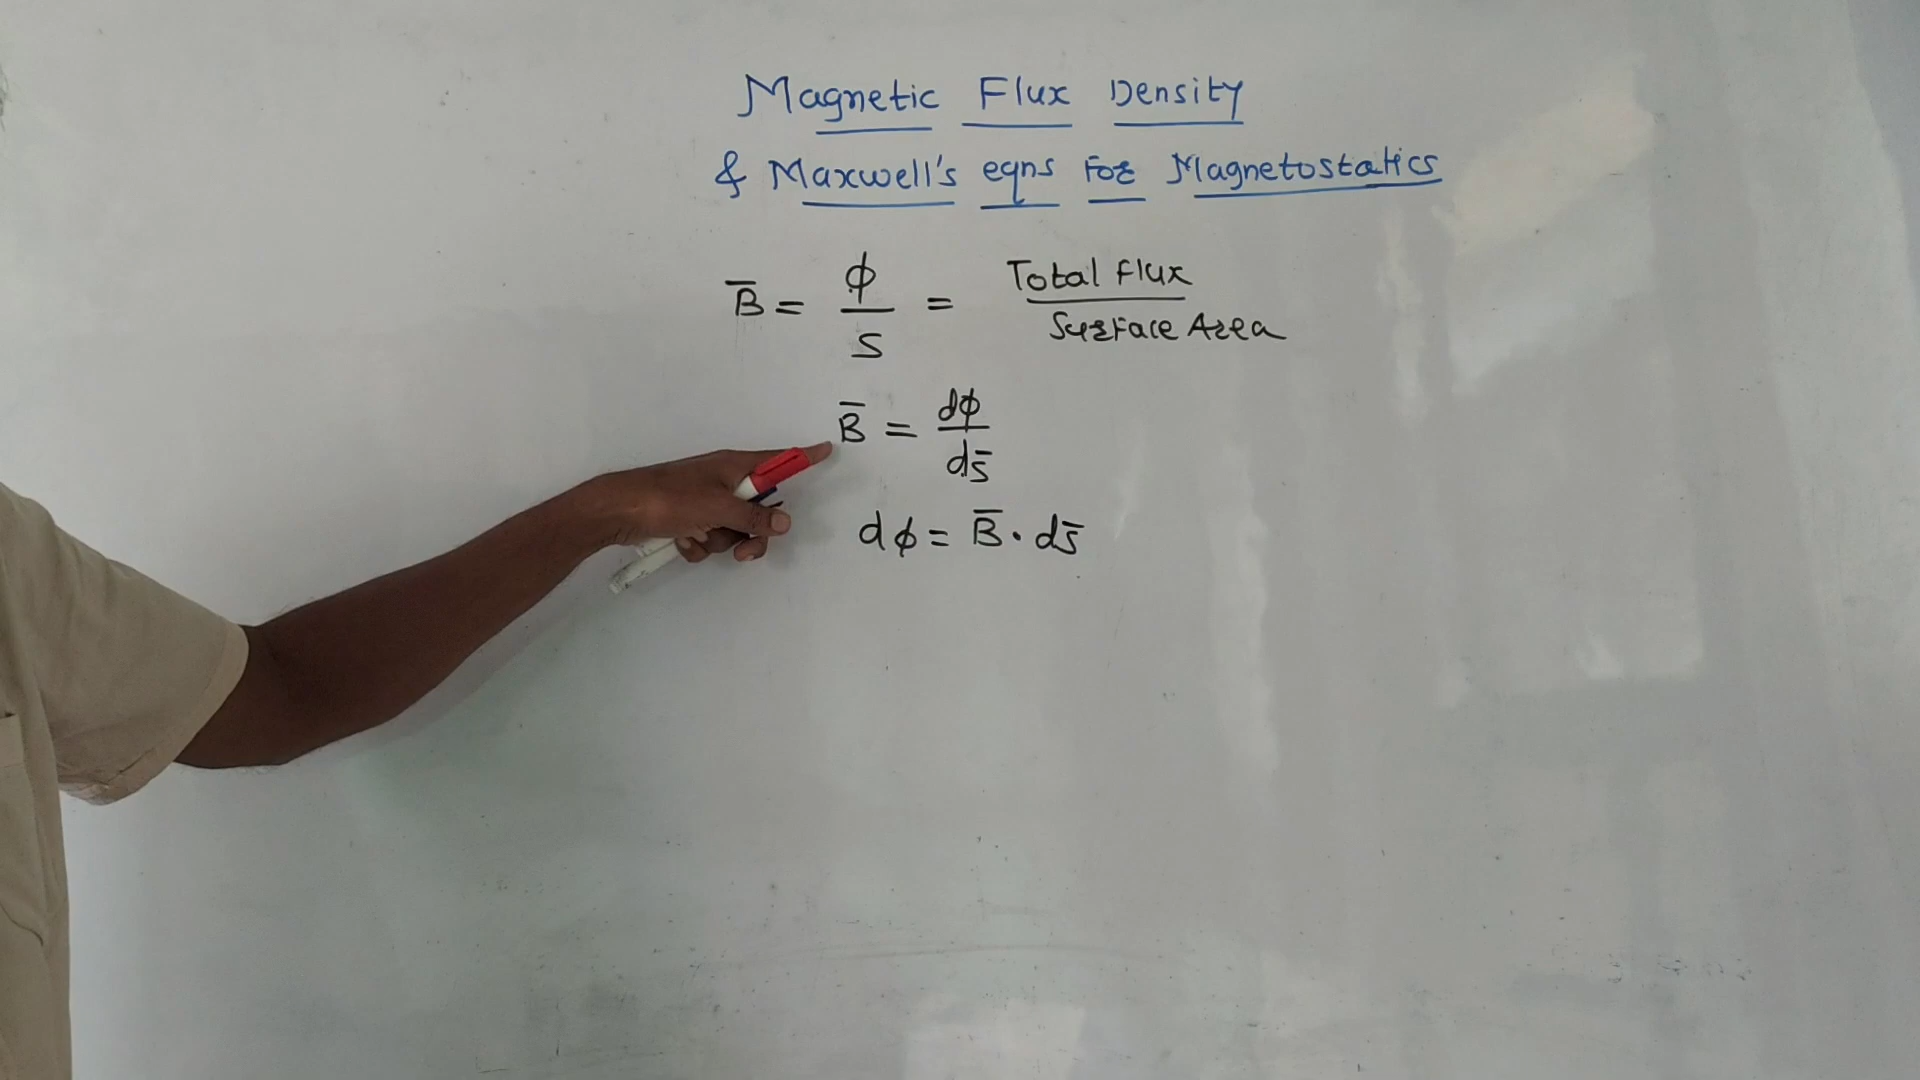 Magnetic Flux Density
& Maxwell's eqns For Magnetostatics
B̅ = ϕ/S = Total Flux/Surface Area
B̅ = dϕ/ds̅
dϕ = B̅ · ds̅